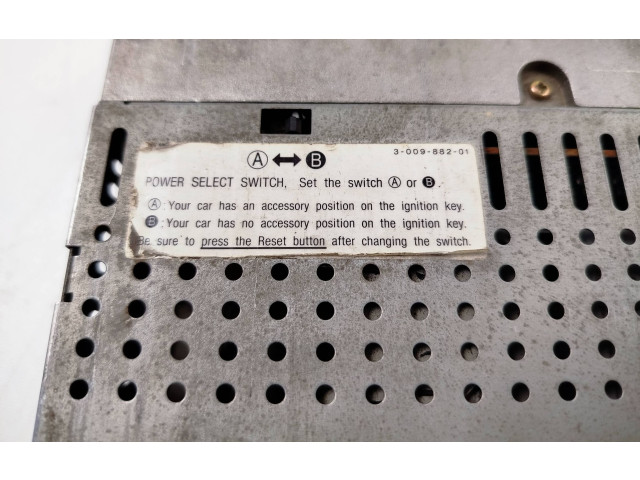 3-009-882-01
Ⓐ ↔ 🅑
POWER SELECT SWITCH, Set the switch Ⓐ or 🅑.
Ⓐ:Your car has an accessory position on the ignition key.
🅑:Your car has no accessory position on the ignition key.
Be sure to press the Reset button after changing the switch.